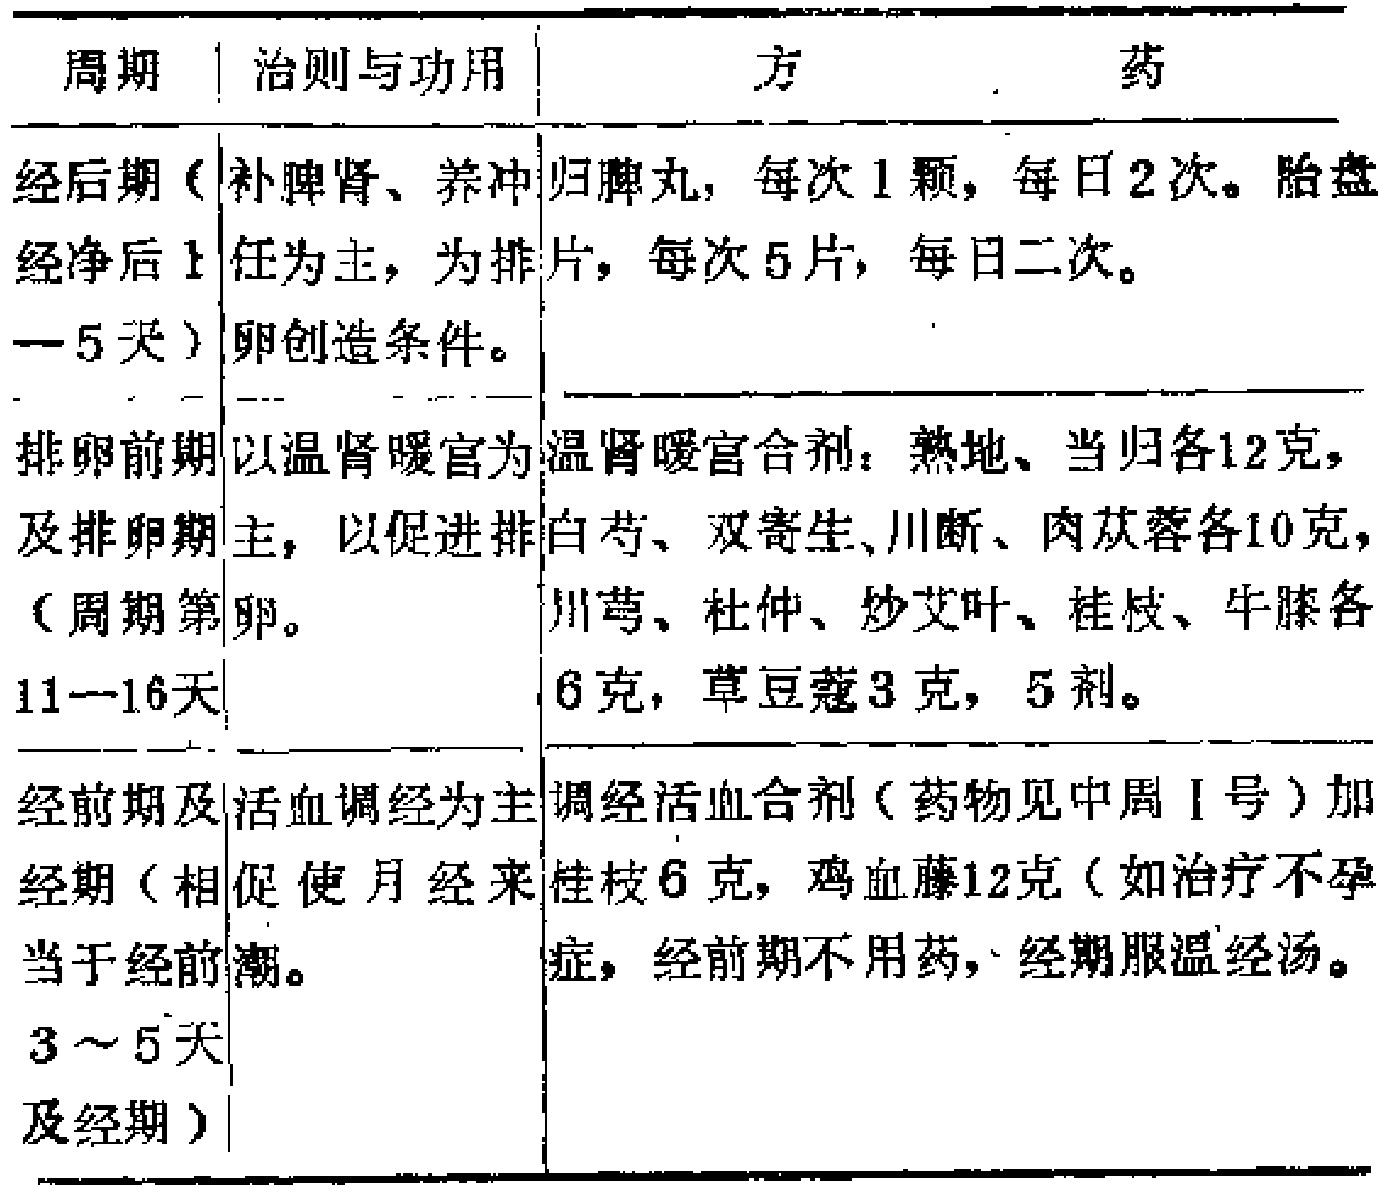 周期 治则与功用 方 药
经后期（ 补脾肾、养冲 归脾丸，每次1颗，每日2次。胎盘
经净后1 任为主，为排 片，每次5片，每日二次。
—5天） 卵创造条件。
排卵前期 以温肾暖宫为 温肾暖宫合剂：熟地、当归各12克，
及排卵期 主，以促进排 白芍、双寄生、川断、肉苁蓉各10克，
（周期第 卵。 川芎、杜仲、炒艾叶、桂枝、牛膝各
11—16天 6克，草豆蔻3克，5剂。
经前期及 活血调经为主 调经活血合剂（药物见中周Ⅰ号）加
经期（相 促使月经来 桂枝6克，鸡血藤12克（如治疗不孕
当于经前 潮。 症，经前期不用药，经期服温经汤。
3～5天
及经期）